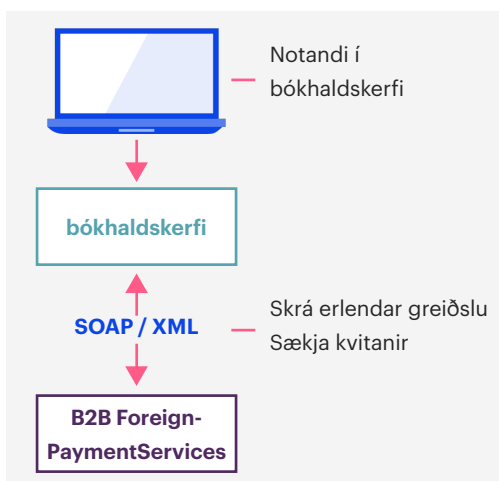 Notandi í
bókhaldskerfi
bókhaldskerfi
SOAP / XML
Skrá erlendar greiðslu
Sækja kvitanir
B2B Foreign-
PaymentServices